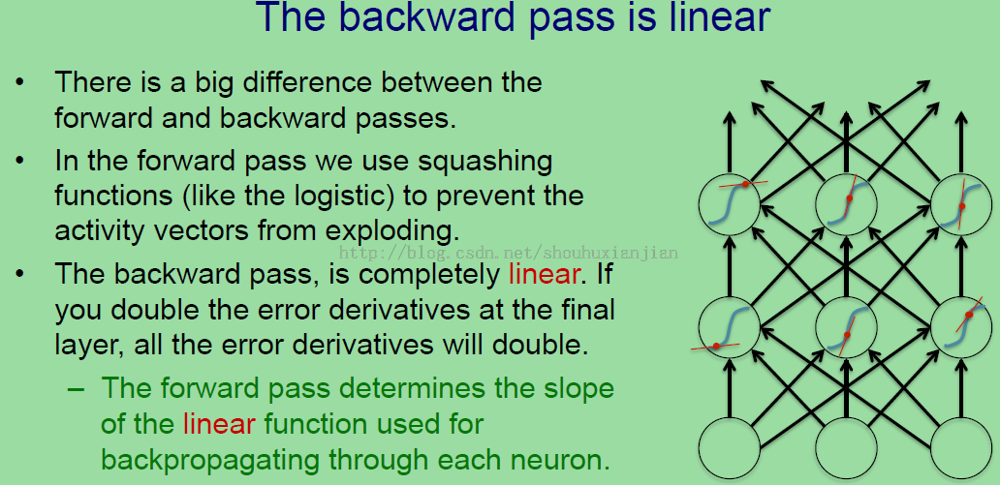 The backward pass is linear
• There is a big difference between the
forward and backward passes.
• In the forward pass we use squashing
functions (like the logistic) to prevent the
activity vectors from exploding.
http://blog.csdn.net/shouhuxianjian
• The backward pass, is completely linear. If
you double the error derivatives at the final
layer, all the error derivatives will double.
– The forward pass determines the slope
of the linear function used for
backpropagating through each neuron.